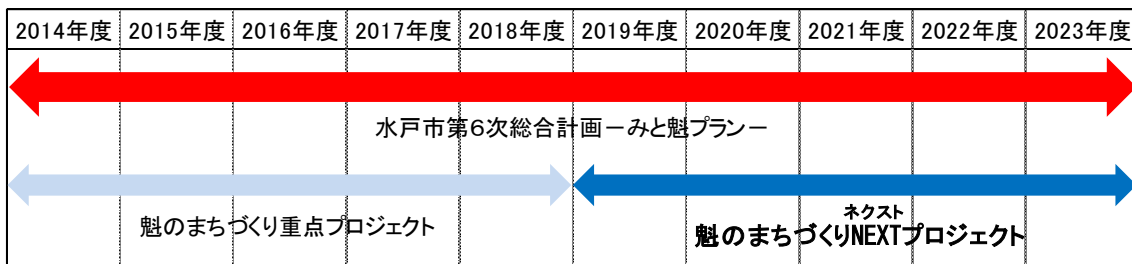 2014年度 2015年度 2016年度 2017年度 2018年度 2019年度 2020年度 2021年度 2022年度 2023年度
水戸市第6次総合計画－みと魁プラン－
魁のまちづくり重点プロジェクト
ネクスト
魁のまちづくりNEXTプロジェクト